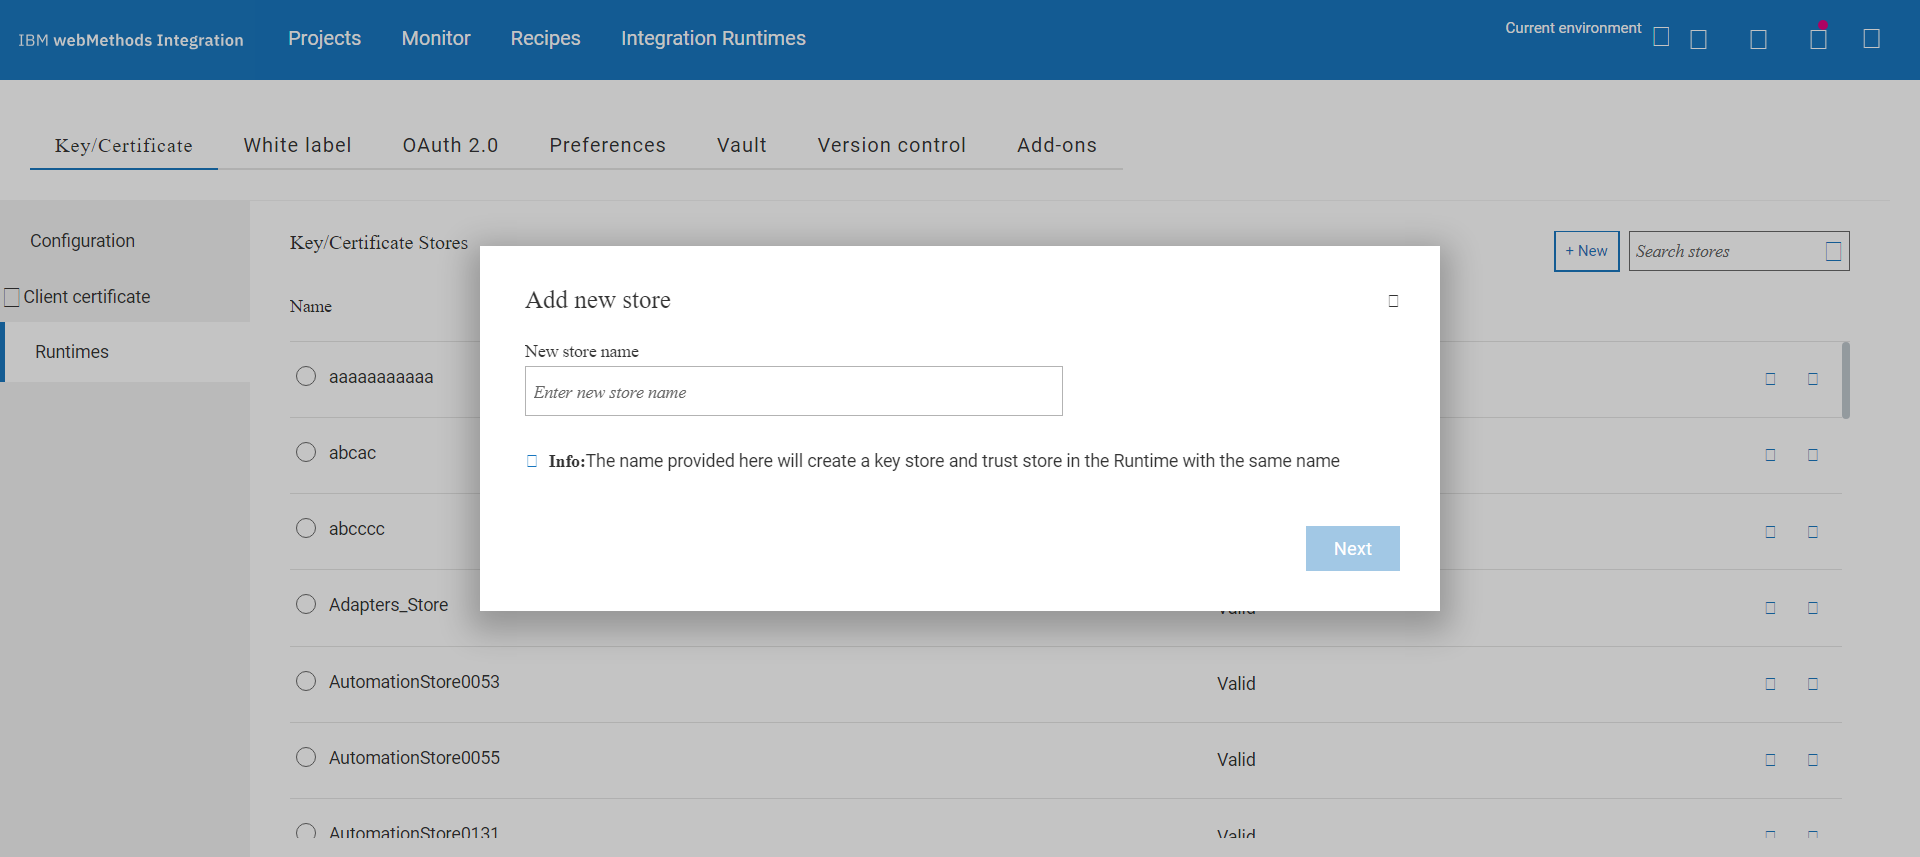 IBM webMethods Integration
Projects
Monitor
Recipes
Integration Runtimes
Current environment
Key/Certificate
White label
OAuth 2.0
Preferences
Vault
Version control
Add-ons
Configuration
Client certificate
Runtimes
Key/Certificate Stores
+ New
Search stores
Name
Add new store
New store name
Enter new store name
Info:The name provided here will create a key store and trust store in the Runtime with the same name
Next
aaaaaaaaaaa
abcac
abcccc
Adapters_Store
Valid
AutomationStore0053
Valid
AutomationStore0055
Valid
AutomationStore0131
Valid